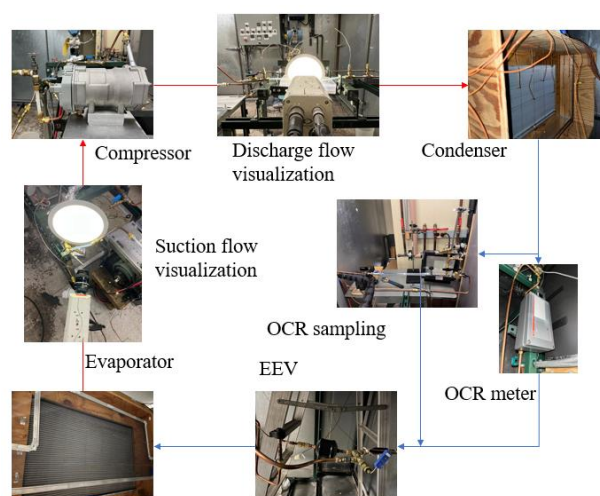 Compressor
Discharge flow
visualization
Condenser
Suction flow
visualization
OCR sampling
Evaporator
EEV
OCR meter